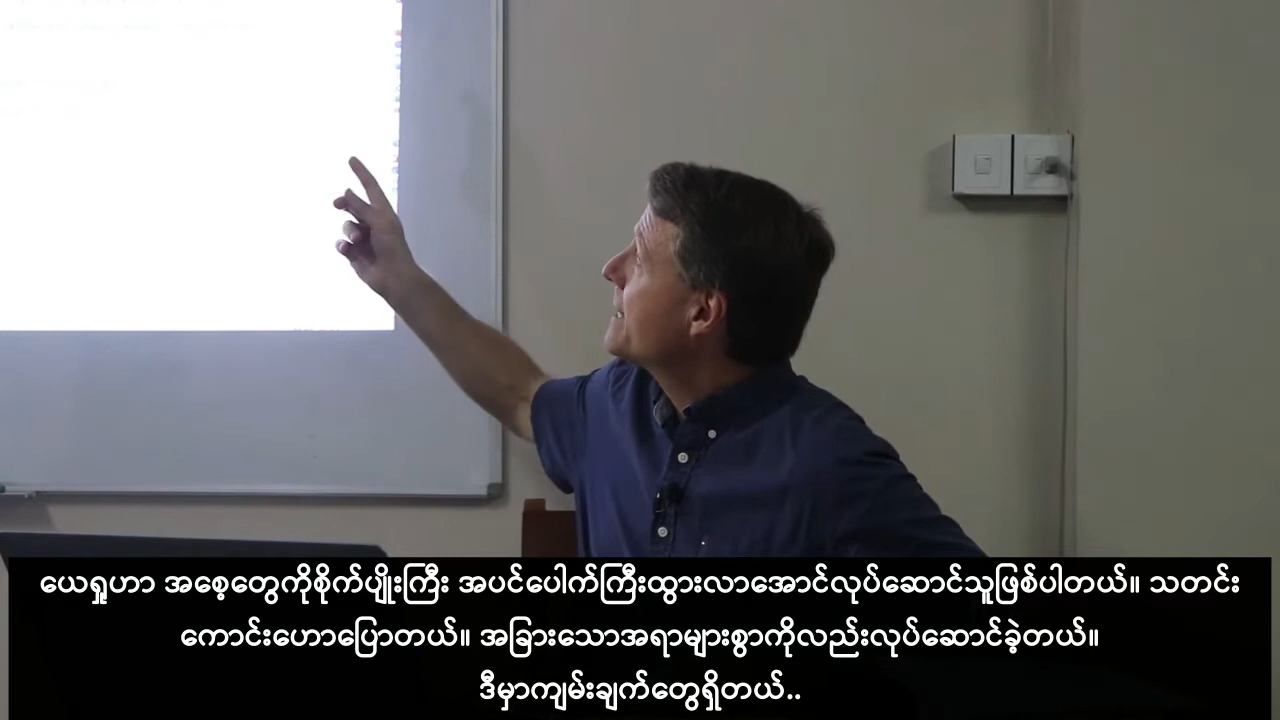 ယေရှုဟာ အစေ့တွေကိုစိုက်ပျိုးကြီး အပင်ပေါက်ကြီးထွားလာအောင်လုပ်ဆောင်သူဖြစ်ပါတယ်။ သတင်း
ကောင်းဟောပြောတယ်။ အခြားသောအရာများစွာကိုလည်းလုပ်ဆောင်ခဲ့တယ်။
ဒီမှာကျမ်းချက်တွေရှိတယ်..